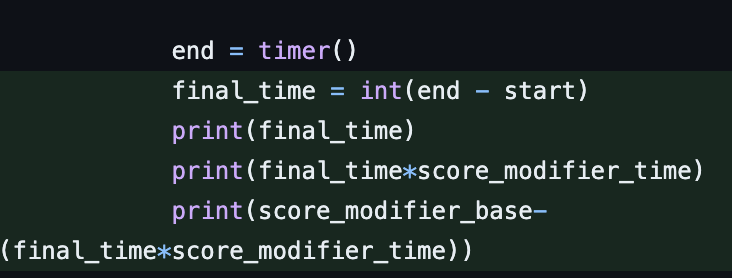 end = timer()
final_time = int(end - start)
print(final_time)
print(final_time*score_modifier_time)
print(score_modifier_base-
(final_time*score_modifier_time))